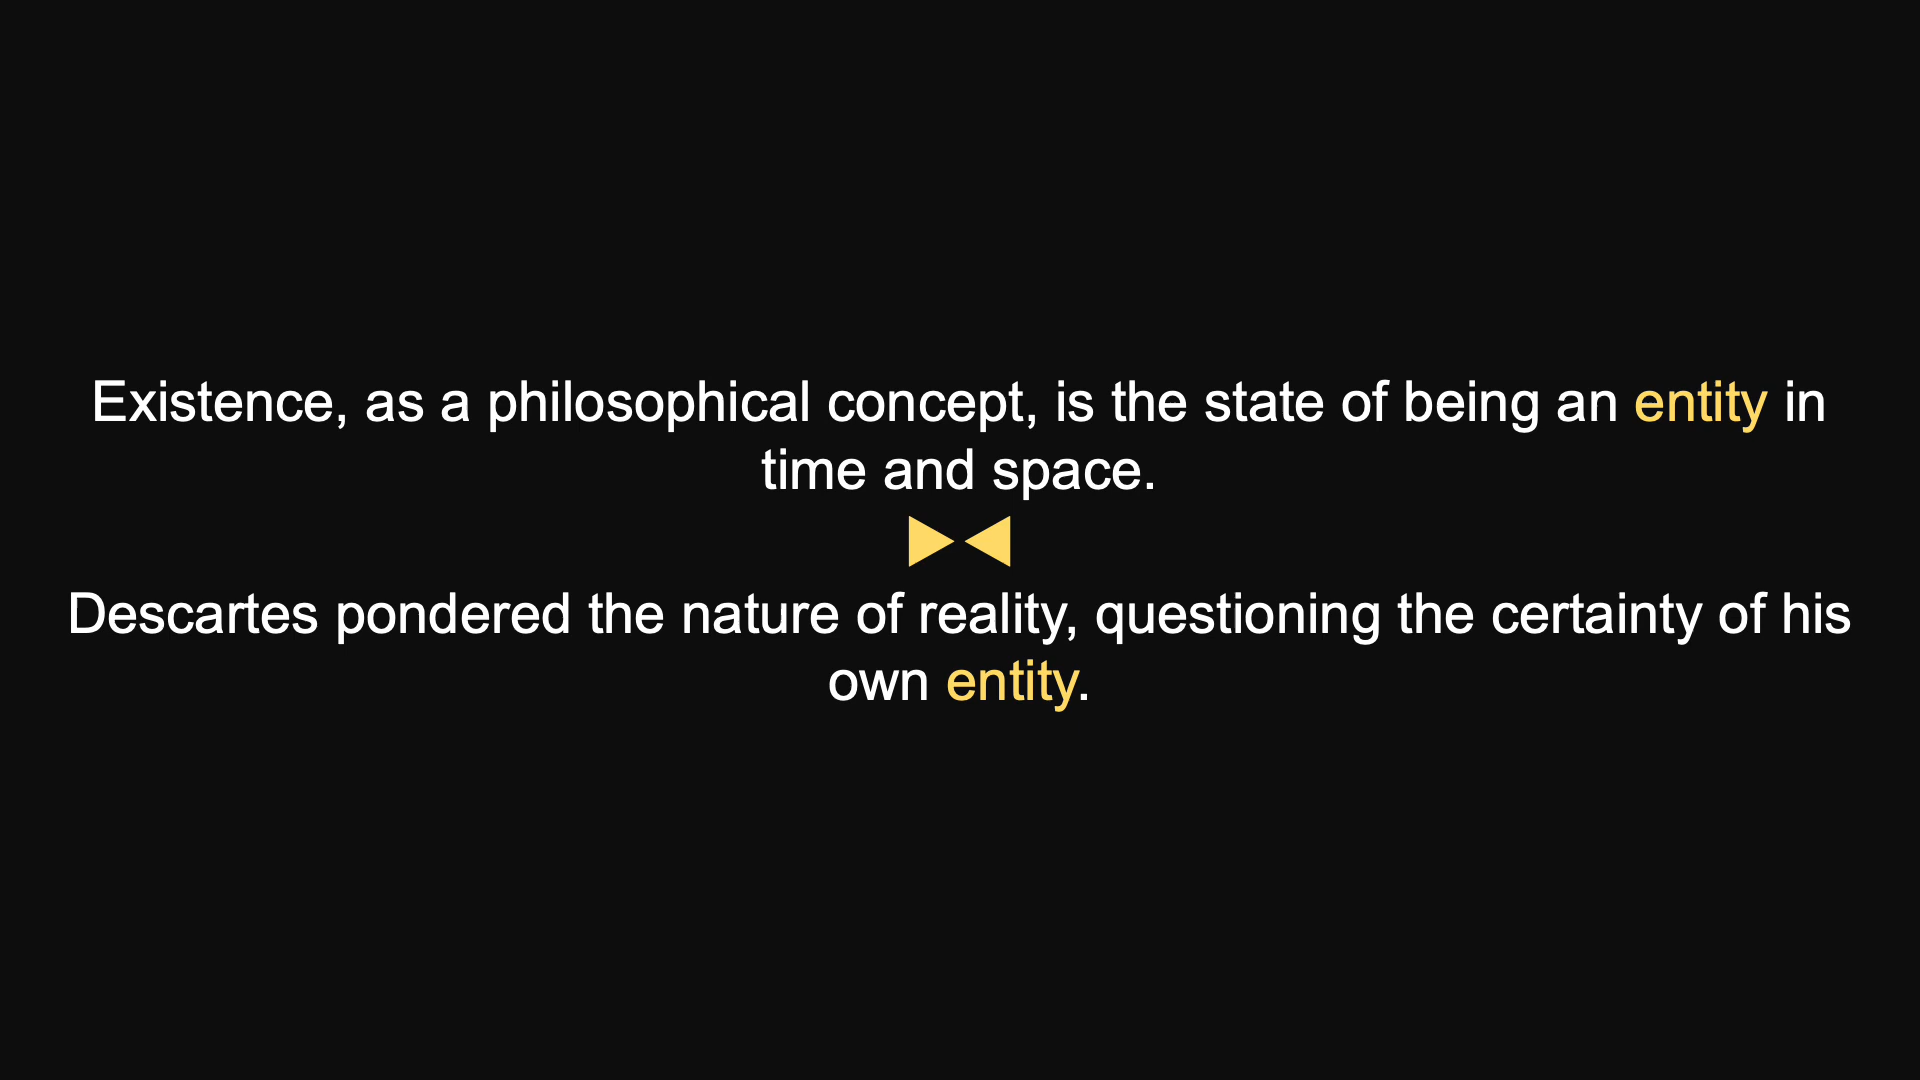 Existence, as a philosophical concept, is the state of being an entity in
time and space.
Descartes pondered the nature of reality, questioning the certainty of his
own entity.